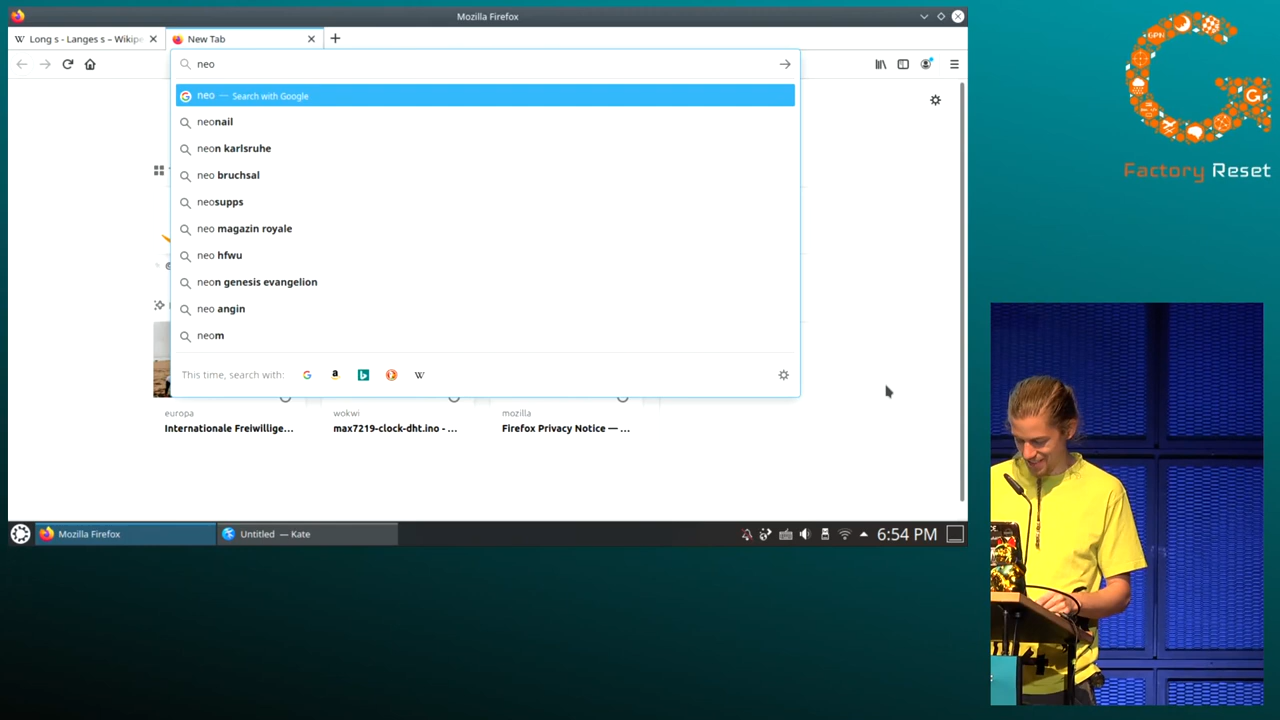 Mozilla Firefox
Long s - Langes s – Wikipe
New Tab
neo
neo — Search with Google
neonail
neon karlsruhe
neo bruchsal
neosupps
neo magazin royale
neo hfwu
neon genesis evangelion
neo angin
neom
This time, search with:
europa
wokwi
mozilla
Internationale Freiwillige...
max7219-clock-dht.ino - ...
Firefox Privacy Notice — ...
Mozilla Firefox
Untitled — Kate
6:54 PM
GPN
Factory Reset